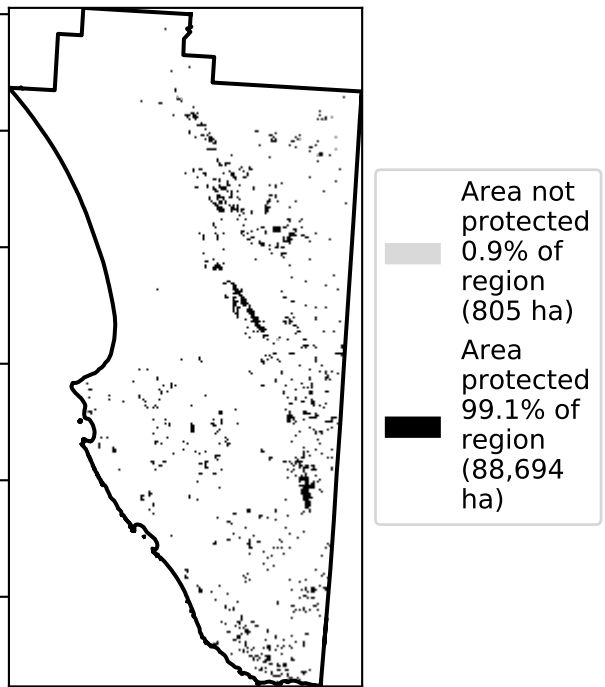 Area not
protected
0.9% of
region
(805 ha)
Area
protected
99.1% of
region
(88,694
ha)